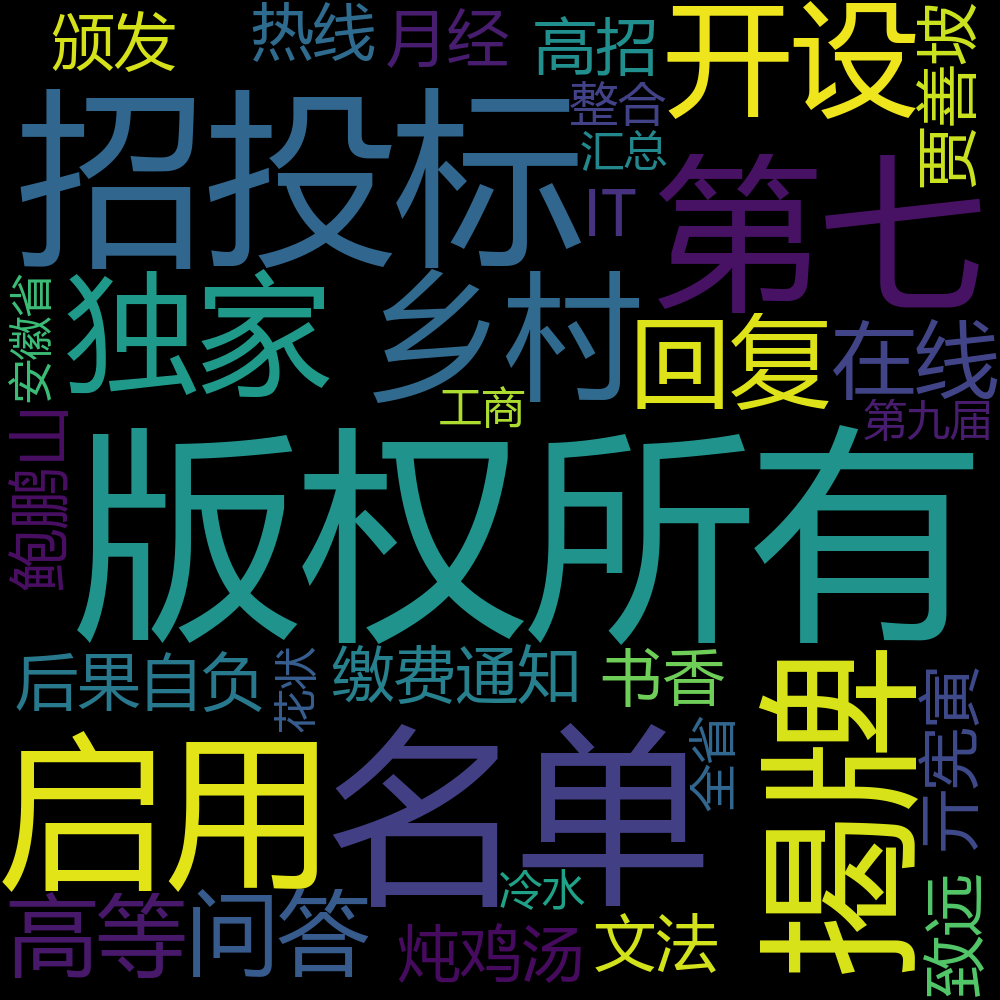 颁发
热线
月经
高招
开设
贾善坡
招投标
整合
汇总
IT
第七
安徽省
独家
乡村
回复
在线
工商
第九届
鲍鹏山
版权所有
后果自负
花状
缴费通知
书香
揭牌
亓宪寅
启用
名单
全省
高等
问答
炖鸡汤
冷水
文法
致远